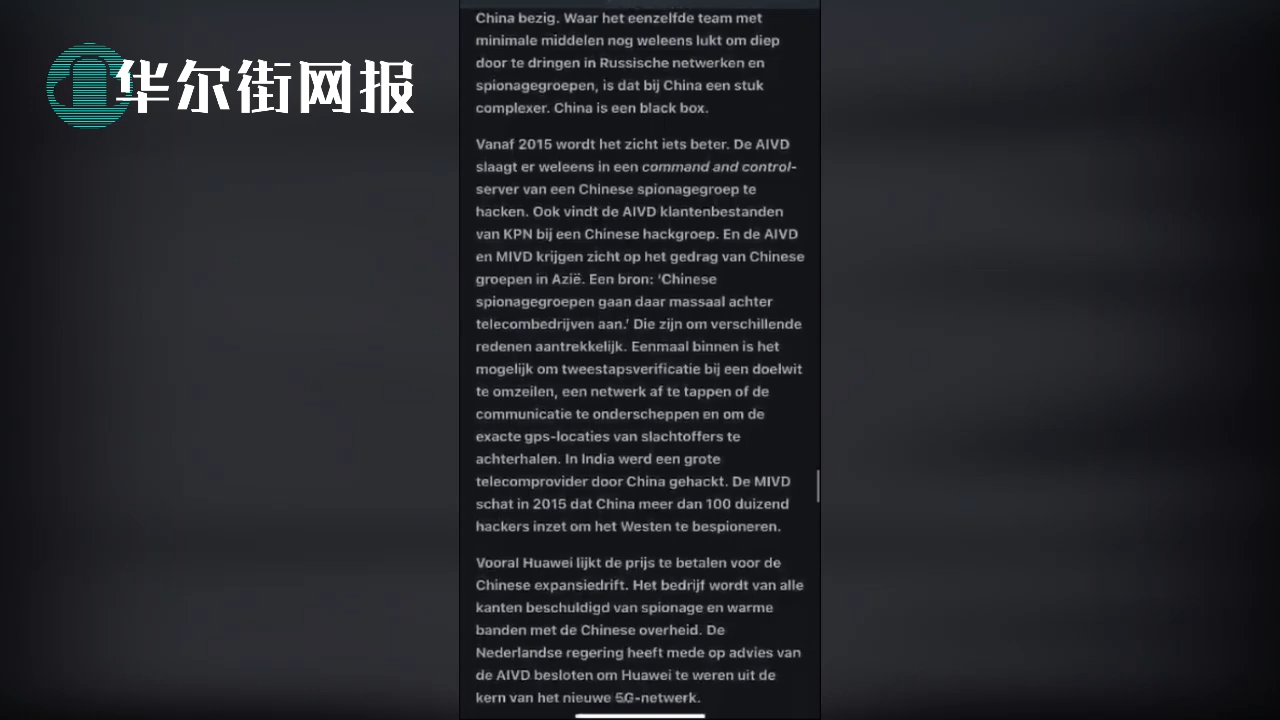 华尔街网报
China bezig. Waar het eenzelfde team met
minimale middelen nog weleens lukt om diep
door te dringen in Russische netwerken en
spionagegroepen, is dat bij China een stuk
complexer. China is een black box.
Vanaf 2015 wordt het zicht iets beter. De AIVD
slaagt er weleens in een command and control-
server van een Chinese spionagegroep te
hacken. Ook vindt de AIVD klantenbestanden
van KPN bij een Chinese hackgroep. En de AIVD
en MIVD krijgen zicht op het gedrag van Chinese
groepen in Azië. Een bron: ‘Chinese
spionagegroepen gaan daar massaal achter
telecombedrijven aan.’ Die zijn om verschillende
redenen aantrekkelijk. Eenmaal binnen is het
mogelijk om tweestapsverificatie bij een doelwit
te omzeilen, een netwerk af te tappen of de
communicatie te onderscheppen en om de
exacte gps-locaties van slachtoffers te
achterhalen. In India werd een grote
telecomprovider door China gehackt. De MIVD
schat in 2015 dat China meer dan 100 duizend
hackers inzet om het Westen te bespioneren.
Vooral Huawei lijkt de prijs te betalen voor de
Chinese expansiedrift. Het bedrijf wordt van alle
kanten beschuldigd van spionage en warme
banden met de Chinese overheid. De
Nederlandse regering heeft mede op advies van
de AIVD besloten om Huawei te weren uit de
kern van het nieuwe 5G-netwerk.